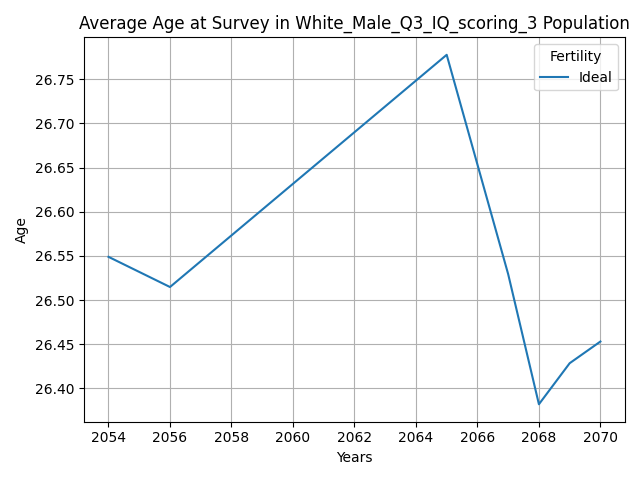 Average Age at Survey in White_Male_Q3_IQ_scoring_3 Population
Fertility
Ideal
26.75
26.70
26.65
26.60
26.55
26.50
26.45
26.40
Age
2054 2056 2058 2060 2062 2064 2066 2068 2070
Years